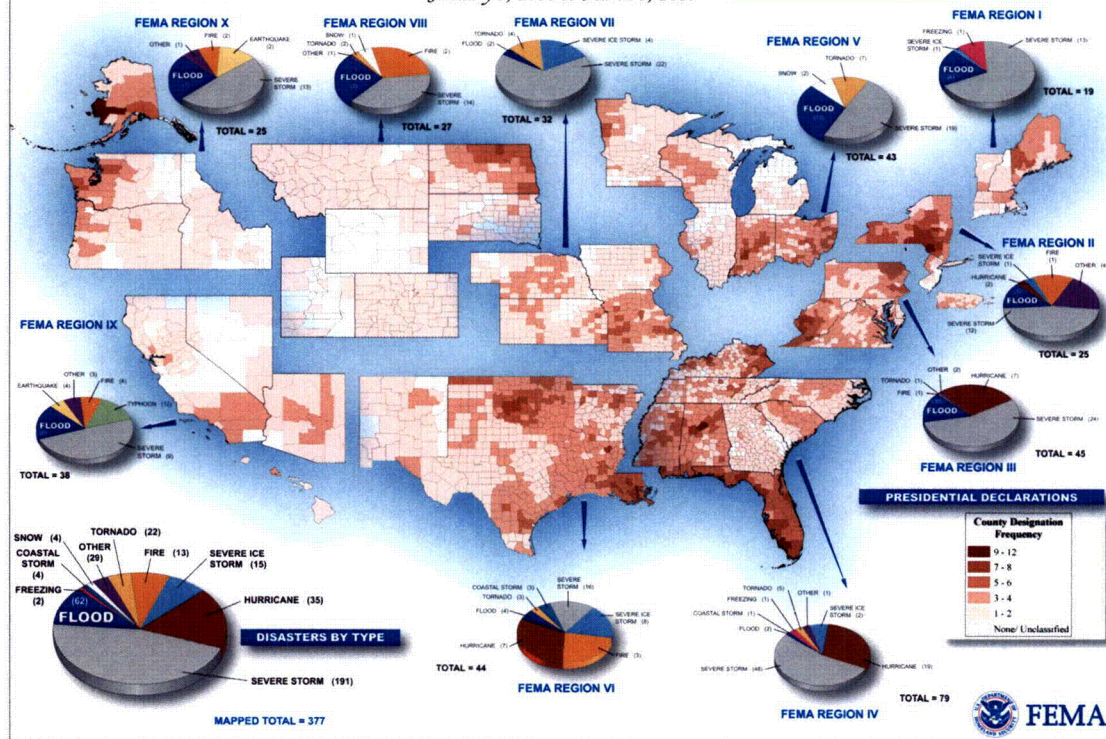 FEMA REGION X
FIRE (2)
OTHER (1)
EARTHQUAKE
(2)
FLOOD
SEVERE
STORM (13)
TOTAL = 25
FEMA REGION VIII
SNOW (1)
TORNADO (2)
OTHER (1)
FIRE (2)
FLOOD
SEVERE
STORM (14)
TOTAL = 27
FEMA REGION VII
TORNADO (4)
FLOOD (2)
SEVERE ICE STORM (4)
SEVERE STORM (22)
TOTAL = 32
FEMA REGION V
TORNADO (7)
SNOW (2)
FLOOD
SEVERE STORM (19)
TOTAL = 43
FEMA REGION I
FREEZING (1)
SEVERE ICE
STORM (1)
SEVERE STORM (13)
FLOOD
TOTAL = 19
FEMA REGION II
SEVERE ICE
STORM (1)
FIRE
(1)
OTHER
HURRICANE
(2)
FLOOD
SEVERE STORM
(12)
TOTAL = 25
FEMA REGION IX
OTHER (3)
EARTHQUAKE (4)
FIRE (4)
TYPHOON (12)
FLOOD
SEVERE
STORM (9)
TOTAL = 38
OTHER (2)
HURRICANE (7)
TORNADO (1)
FIRE (1)
FLOOD
SEVERE STORM (24)
TOTAL = 45
FEMA REGION III
PRESIDENTIAL DECLARATIONS
County Designation
Frequency
9 - 12
7 - 8
5 - 6
3 - 4
1 - 2
None/ Unclassified
TORNADO (22)
SNOW (4)
OTHER
(29)
FIRE (13)
COASTAL
STORM
(4)
SEVERE ICE
STORM (15)
FREEZING
(2)
(62)
FLOOD
HURRICANE (35)
DISASTERS BY TYPE
SEVERE STORM (191)
MAPPED TOTAL = 377
COASTAL STORM (3)
SEVERE
STORM (16)
TORNADO (3)
FLOOD (4)
SEVERE ICE
STORM (8)
HURRICANE (7)
FIRE (3)
TOTAL = 44
FEMA REGION VI
TORNADO (5)
OTHER (1)
FREEZING (1)
SEVERE ICE
STORM (2)
COASTAL STORM (1)
FLOOD
SEVERE STORM (48)
HURRICANE (19)
TOTAL = 79
FEMA REGION IV
FEMA